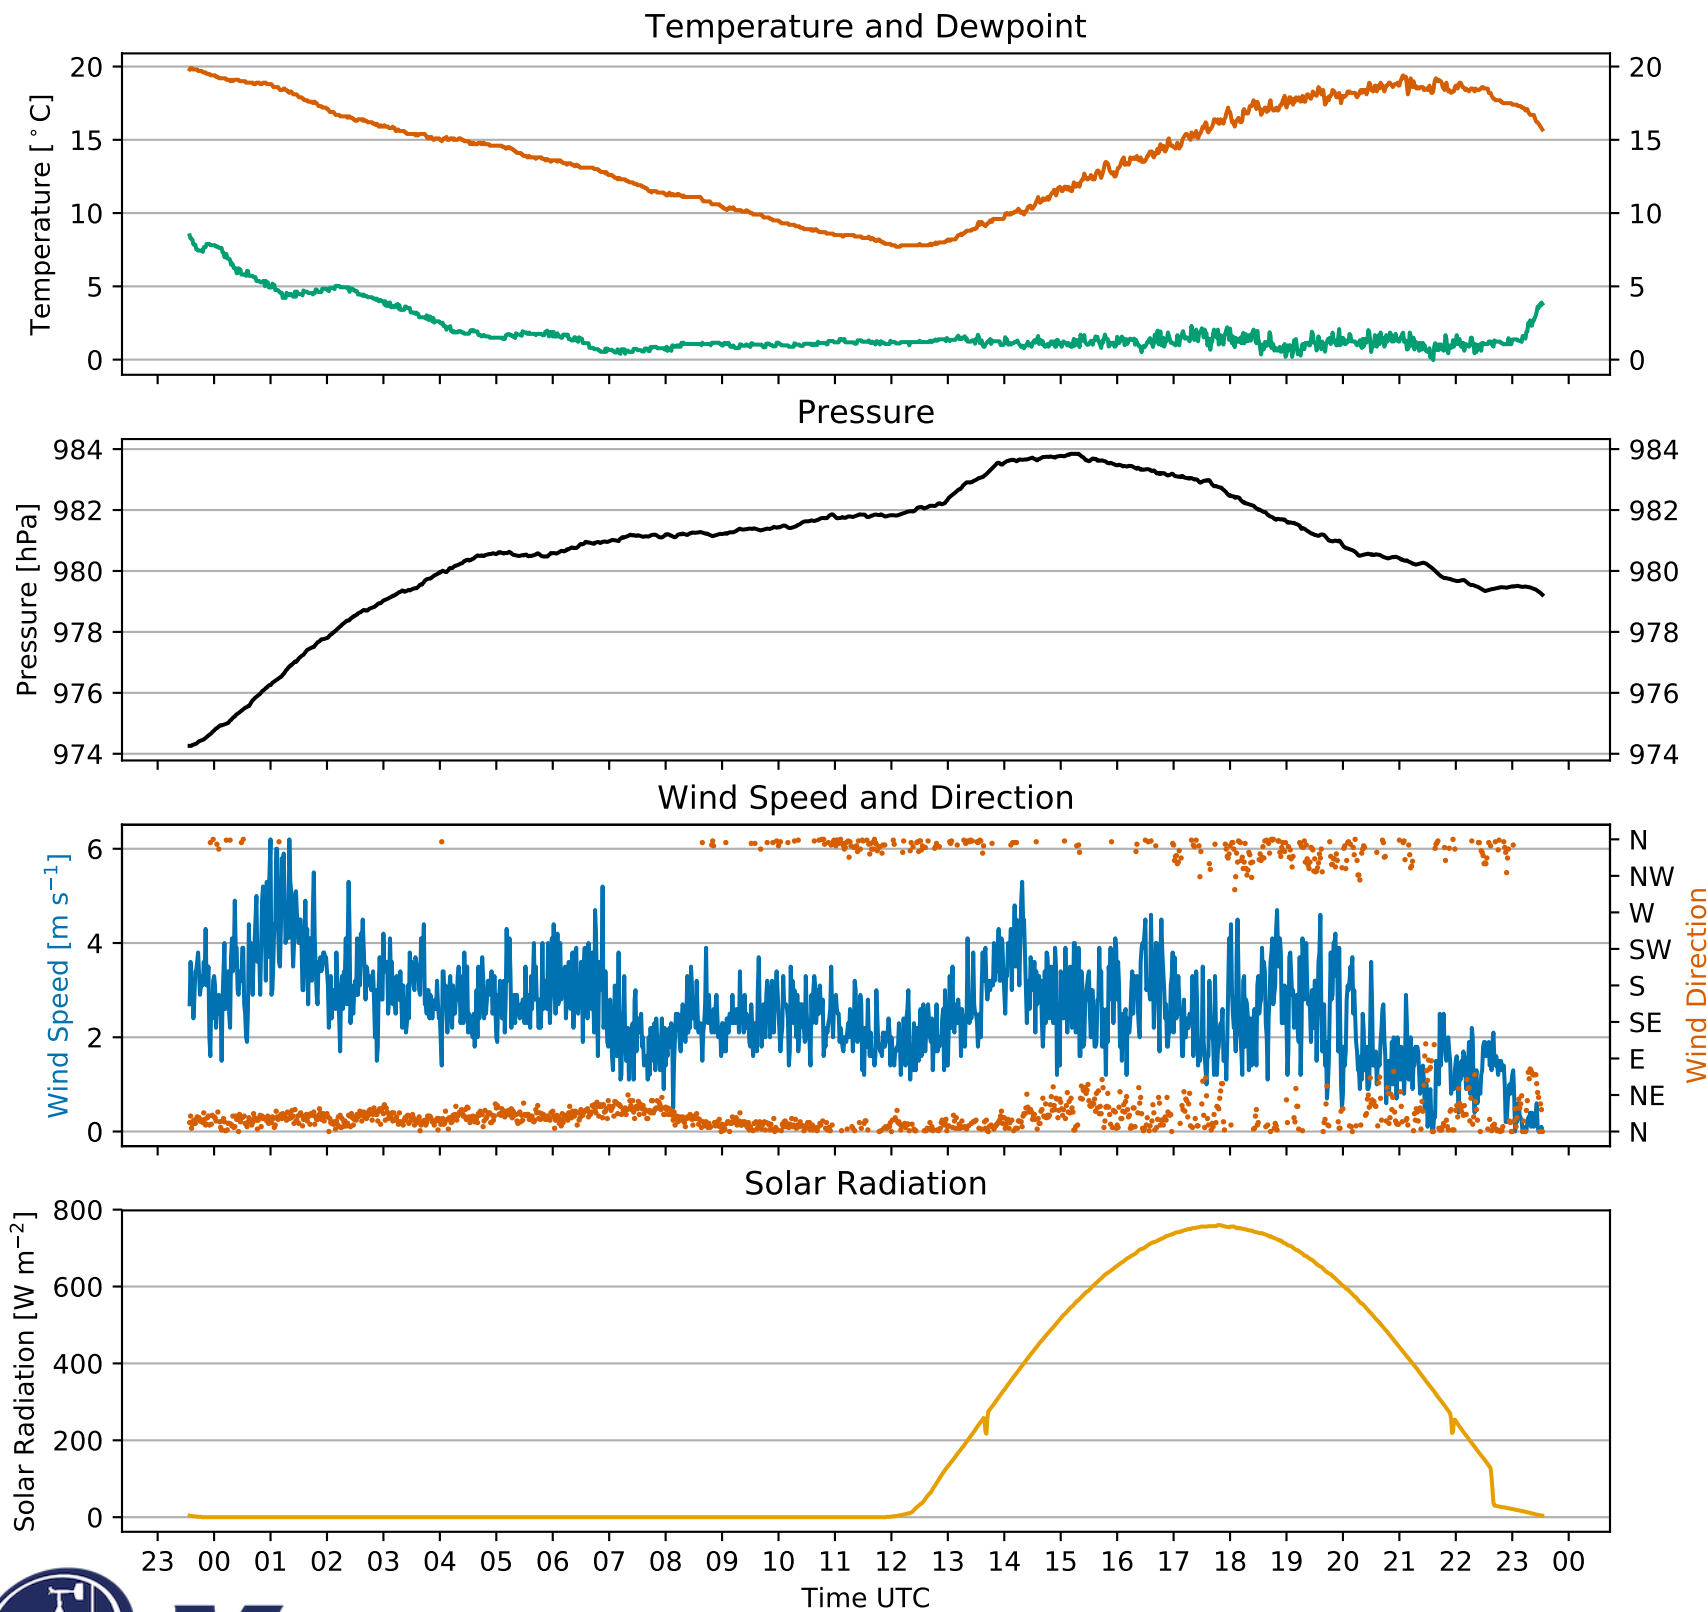 Temperature and Dewpoint
Temperature [°C]
20 20
15 15
10 10
5 5
0 0
Pressure
Pressure [hPa]
984 984
982 982
980 980
978 978
976 976
974 974
Wind Speed and Direction
Wind Speed [m s⁻¹]
Wind Direction
6
4
2
0
N
NW
W
SW
S
SE
E
NE
N
Solar Radiation
Solar Radiation [W m⁻²]
800
600
400
200
0
23 00 01 02 03 04 05 06 07 08 09 10 11 12 13 14 15 16 17 18 19 20 21 22 23 00
Time UTC